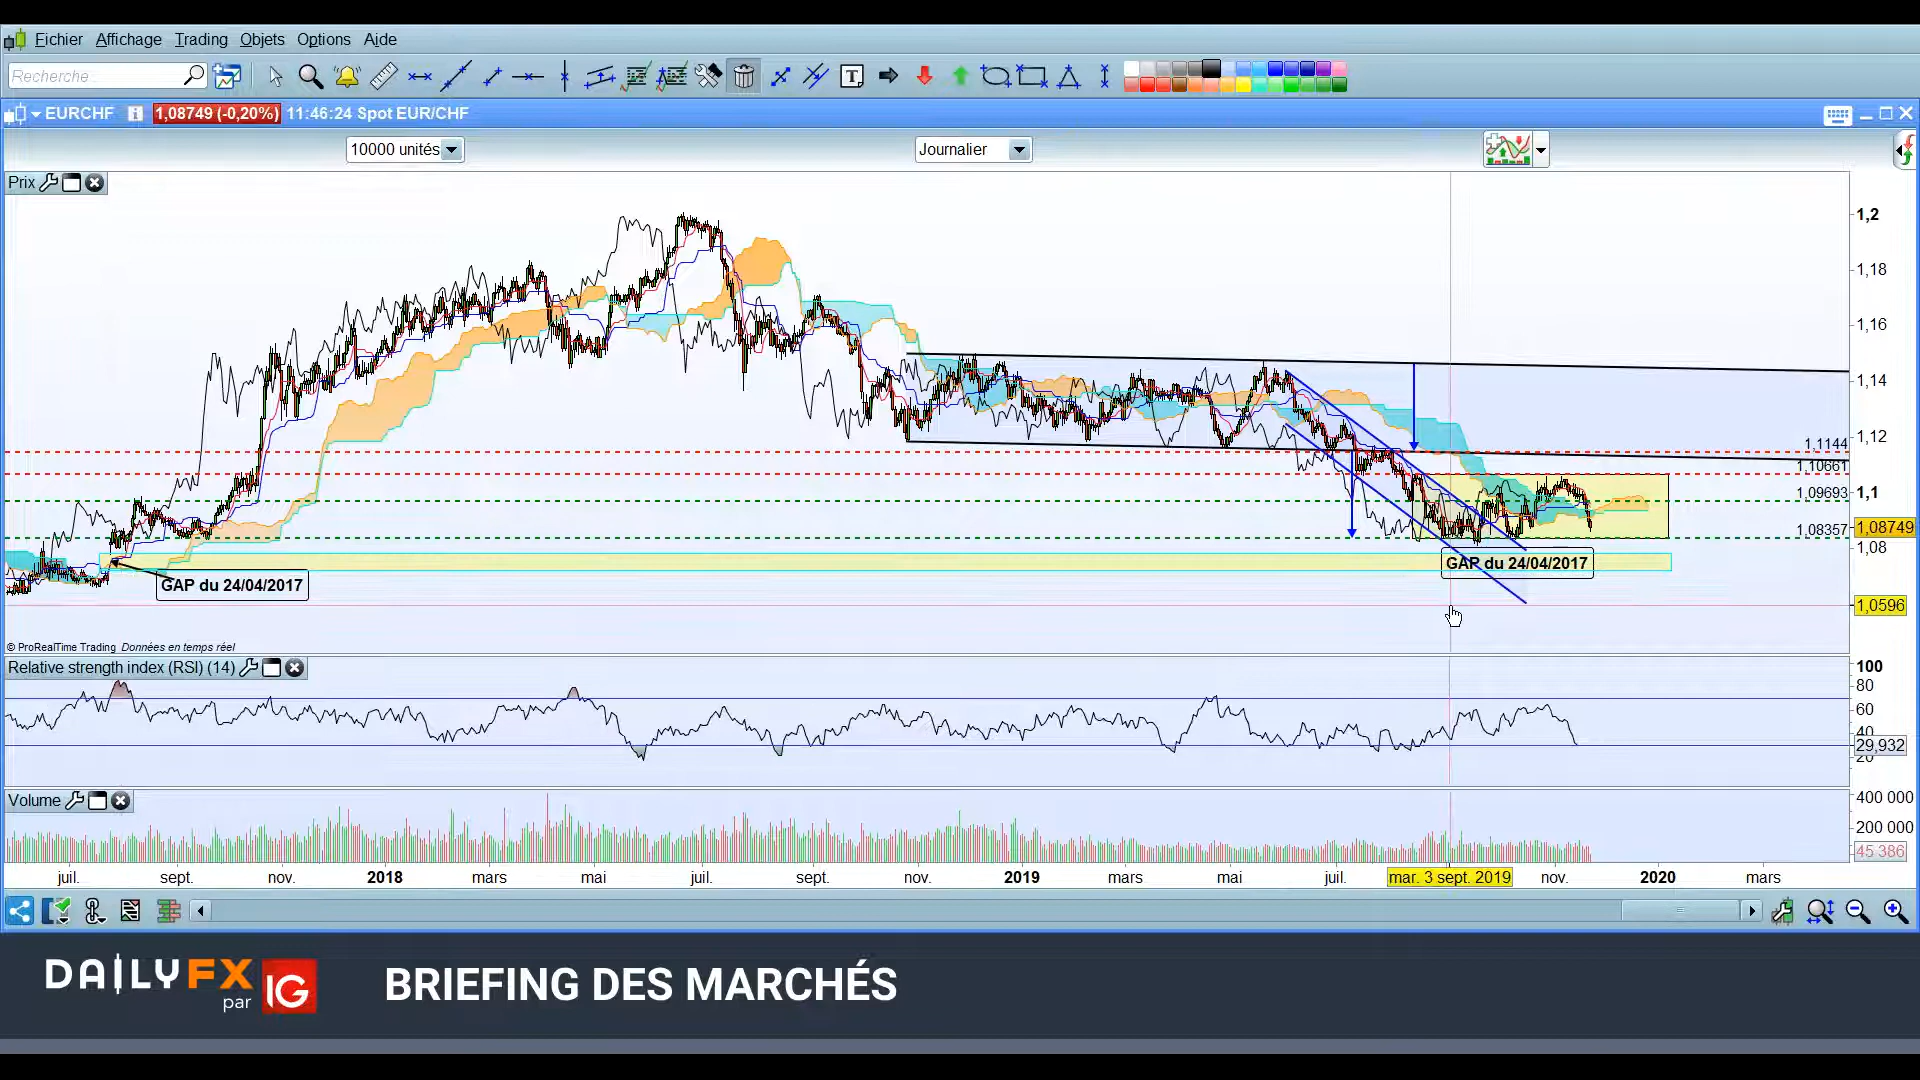 Fichier Affichage Trading Objets Options Aide
Recherche
T
EURCHF i 1,08749 (-0,20%) 11:46:24 Spot EUR/CHF
10000 unités Journalier
Prix
1,2
1,18
1,16
1,14
1,12
1,1144
1,10661
1,09693 1,1
1,08749
1,08357
1,08
GAP du 24/04/2017
GAP du 24/04/2017
1,0596
© ProRealTime Trading Données en temps réel
Relative strength index (RSI) (14)
100
80
60
40
29,932
20
Volume
400 000
200 000
45 386
juil. sept. nov. 2018 mars mai juil. sept. nov. 2019 mars mai juil. mar. 3 sept. 2019 nov. 2020 mars
DAILYFX
par IG
BRIEFING DES MARCHÉS